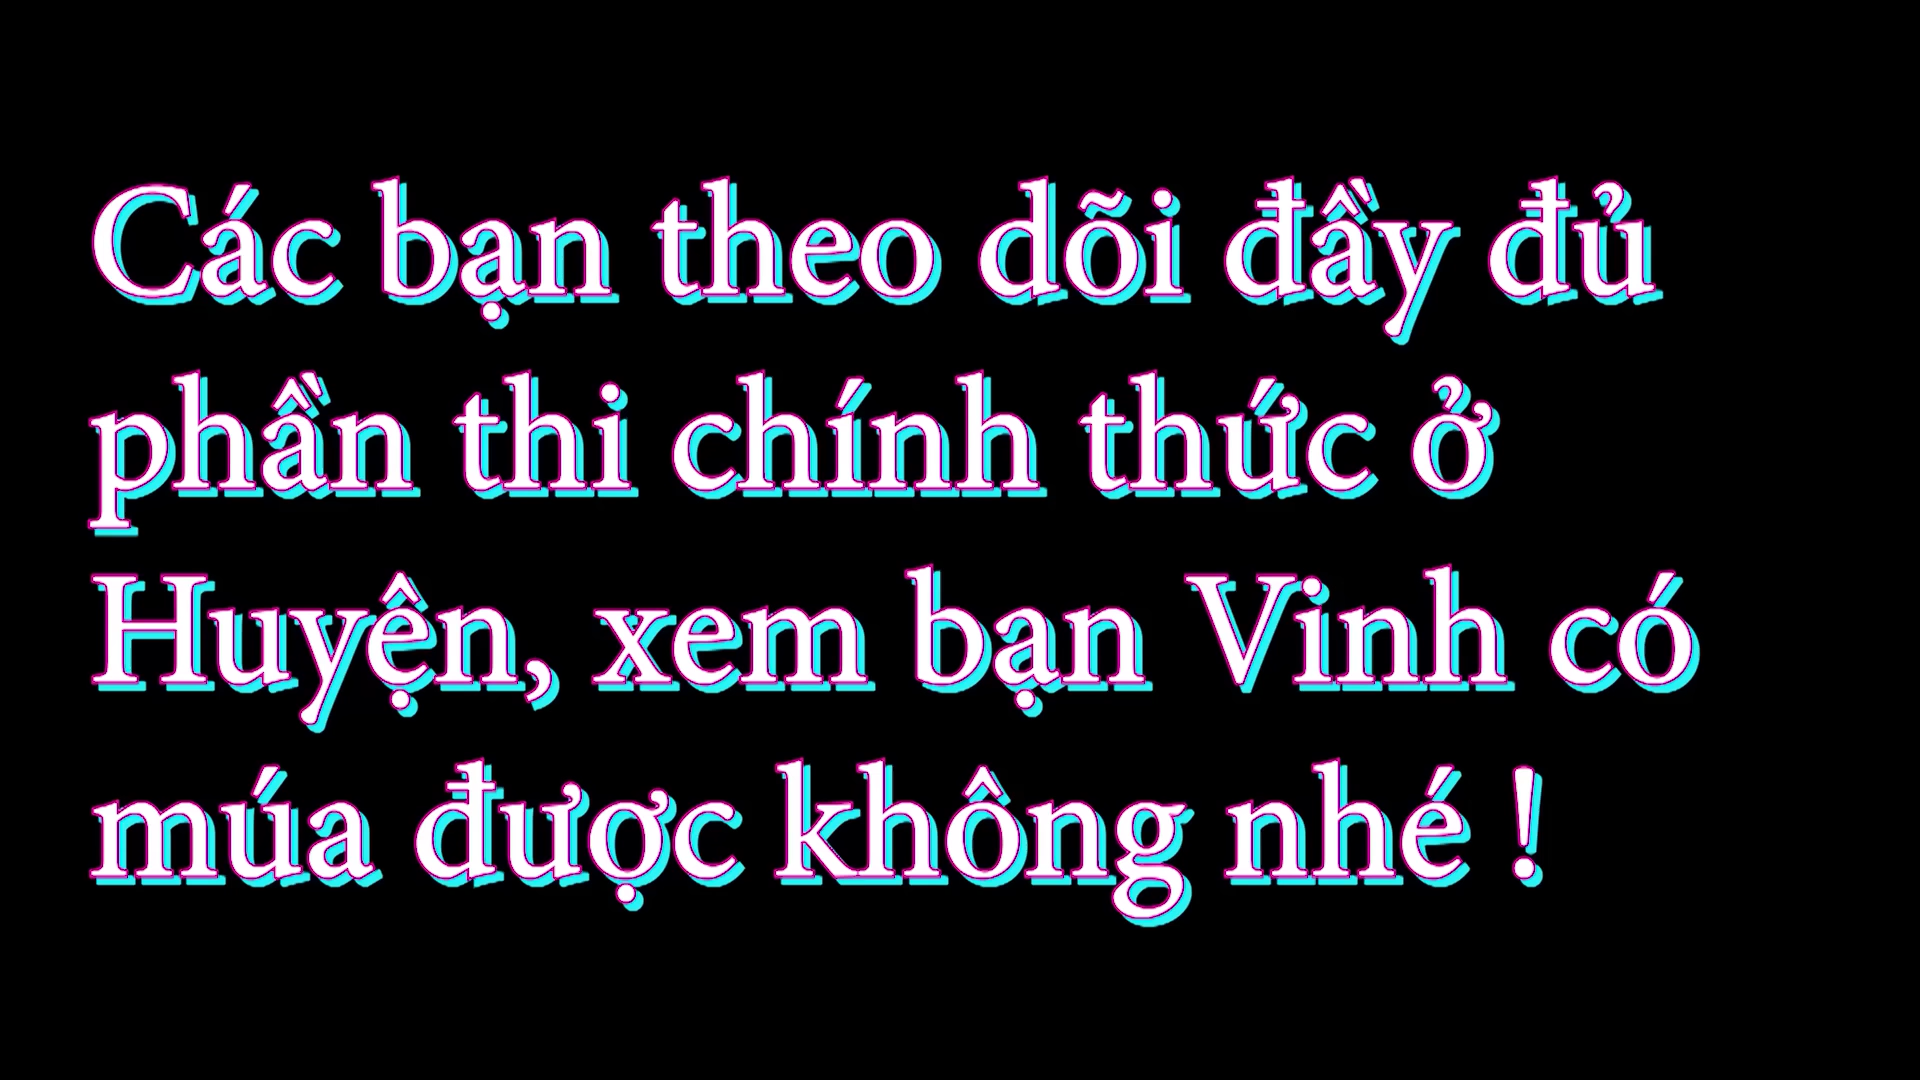 Các bạn theo dõi đầy đủ
phần thi chính thức ở
Huyện, xem bạn Vinh có
múa được không nhé !